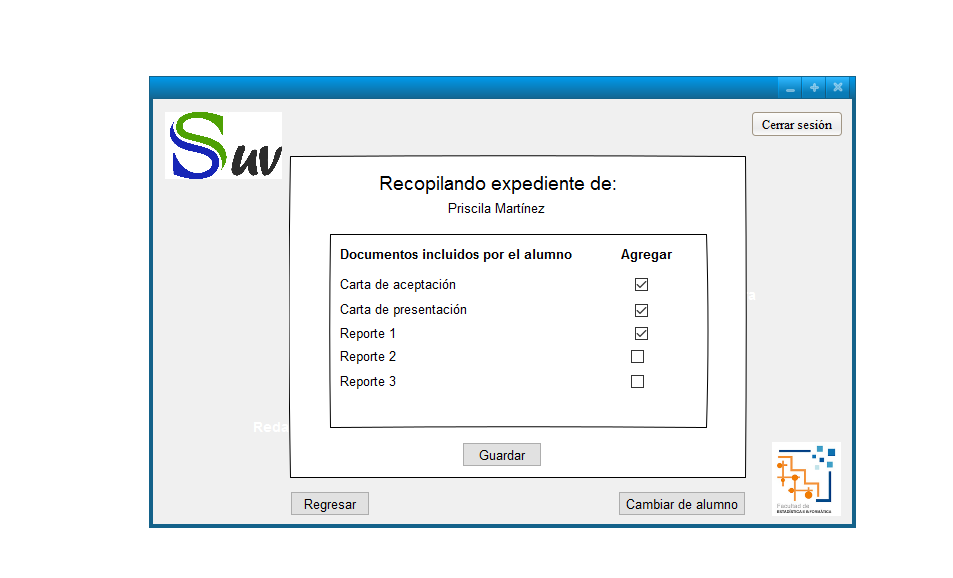 Cerrar sesión
Suv
Recopilando expediente de:
Priscila Martínez
Documentos incluidos por el alumno Agregar
Carta de aceptación
a
Carta de presentación
Reporte 1
Reporte 2
Reporte 3
Reda
Guardar
Regresar
Cambiar de alumno
Facultad de
ESTADÍSTICA E INFORMÁTICA